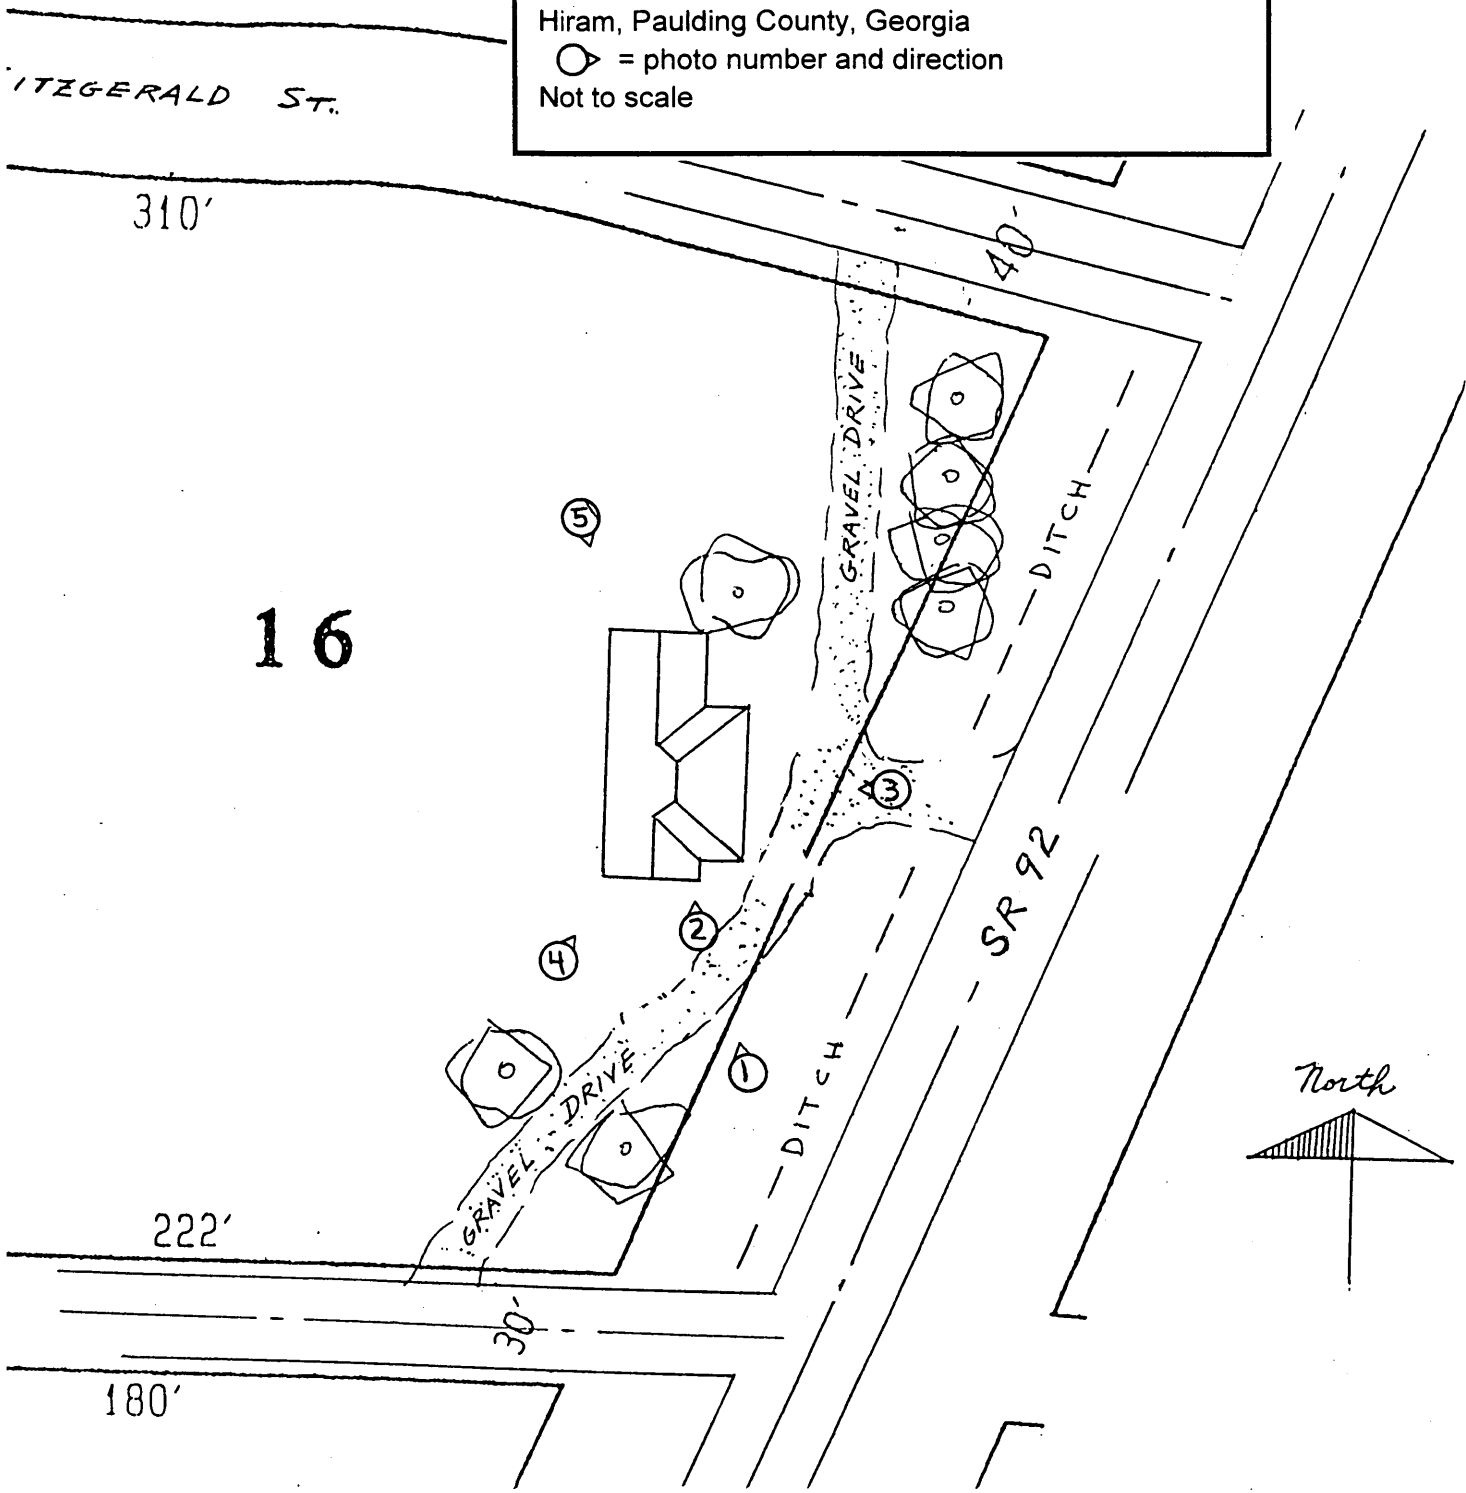 Hiram, Paulding County, Georgia
= photo number and direction
Not to scale
ITZGERALD ST.
310'
40'
GRAVEL DRIVE
DITCH
5
16
3
SR 92
2
4
1
DITCH
GRAVEL DRIVE
North
222'
30'
180'